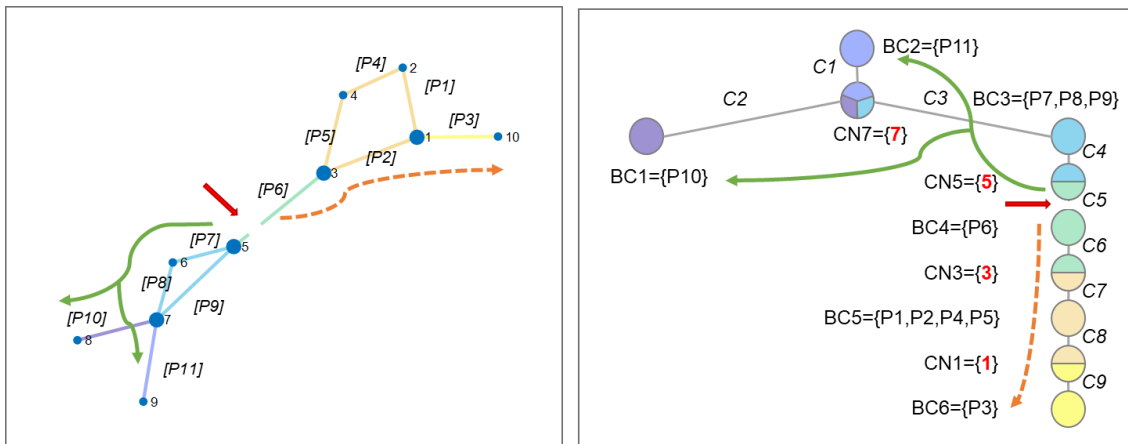 [P4]
2
4
[P1]
[P3]
1
10
[P5]
[P2]
3
[P6]
[P7]
5
6
[P8]
[P9]
[P10]
7
8
[P11]
9
BC2={P11}
C1
C2
C3
BC3={P7,P8,P9}
CN7={7}
C4
BC1={P10}
CN5={5}
C5
BC4={P6}
C6
CN3={3}
C7
BC5={P1,P2,P4,P5}
C8
CN1={1}
C9
BC6={P3}